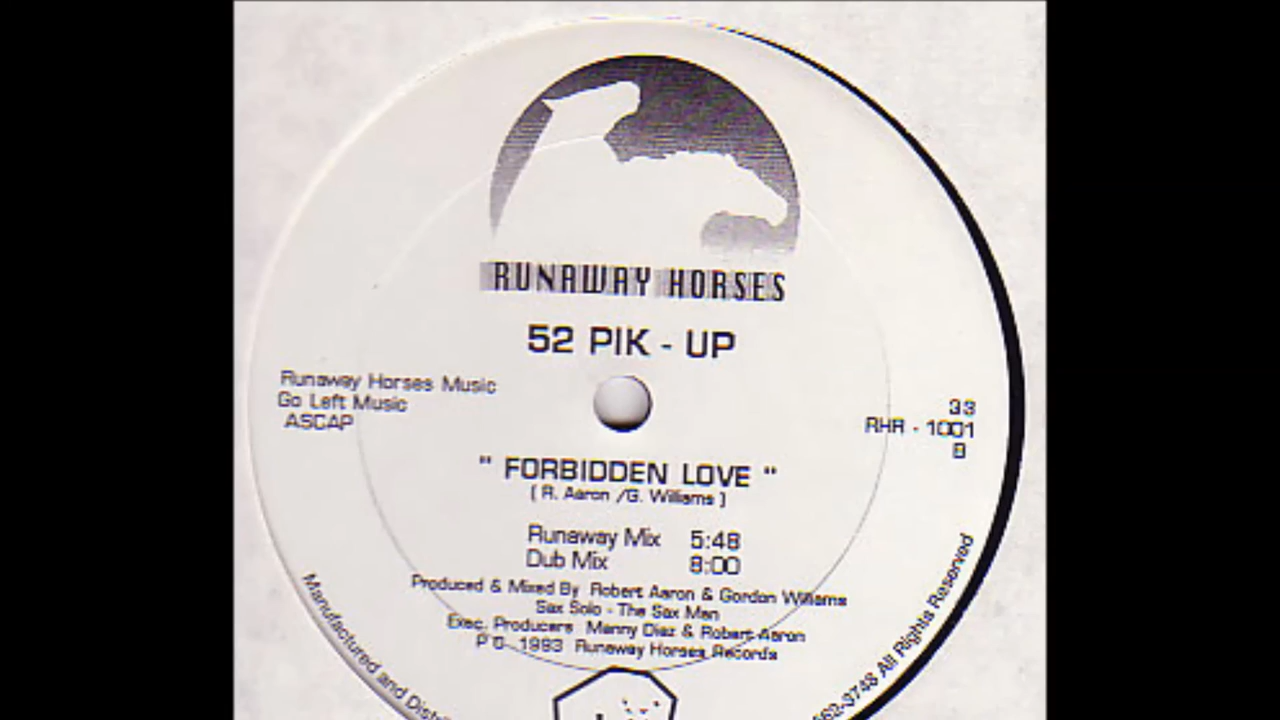 RUNAWAY HORSES
52 PIK - UP
Runaway Horses Music
Go Left Music
ASCAP
33
RHR - 1001
B
" FORBIDDEN LOVE "
( R. Aaron /G. Williams )
Runaway Mix 5:48
Dub Mix 8:00
Produced & Mixed By Robert Aaron & Gordon Williams
Sax Solo - The Sax Man
Exec. Producers Manny Diaz & Robert Aaron
P C 1993 Runaway Horses Records
Manufactured and
562-3748 All Rights Reserved